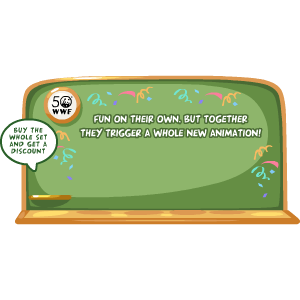 50
WWF
FUN ON THEIR OWN, BUT TOGETHER
THEY TRIGGER A WHOLE NEW ANIMATION!
BUY THE
WHOLE SET
AND GET A
DISCOUNT